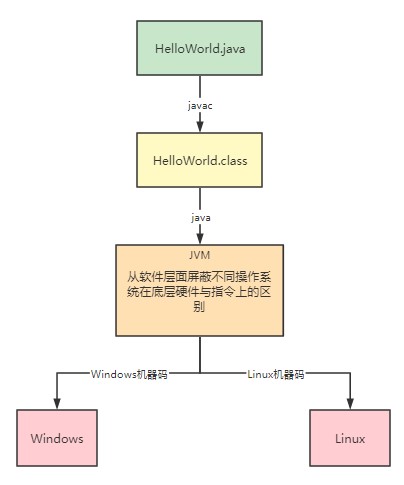 HelloWorld.java
javac
HelloWorld.class
java
JVM
从软件层面屏蔽不同操作系
统在底层硬件与指令上的区
别
Windows机器码
Linux机器码
Windows
Linux